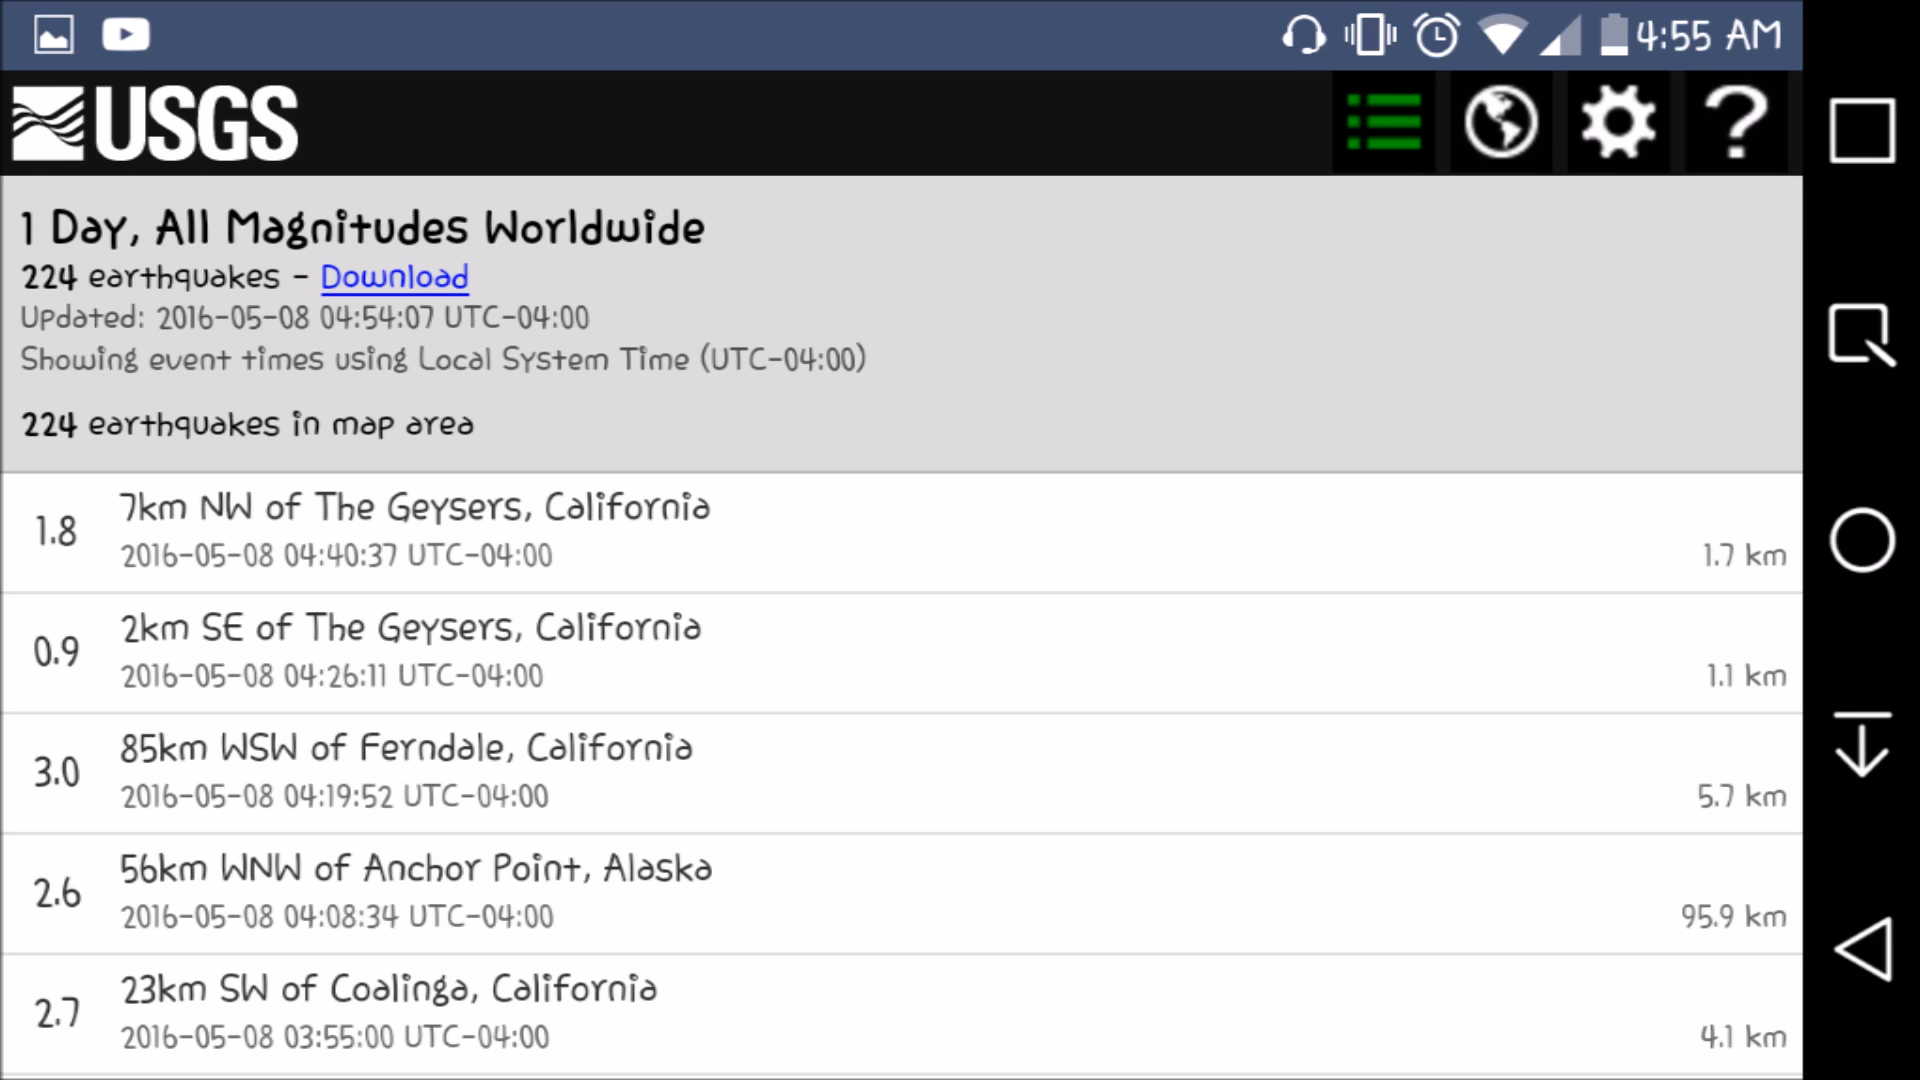 4:55 AM
USGS
1 Day, All Magnitudes Worldwide
224 earthquakes - Download
Updated: 2016-05-08 04:54:07 UTC-04:00
Showing event times using Local System Time (UTC-04:00)
224 earthquakes in map area
1.8
7km NW of The Geysers, California
2016-05-08 04:40:37 UTC-04:00
1.7 km
0.9
2km SE of The Geysers, California
2016-05-08 04:26:11 UTC-04:00
1.1 km
3.0
85km WSW of Ferndale, California
2016-05-08 04:19:52 UTC-04:00
5.7 km
2.6
56km WNW of Anchor Point, Alaska
2016-05-08 04:08:34 UTC-04:00
95.9 km
2.7
23km SW of Coalinga, California
2016-05-08 03:55:00 UTC-04:00
4.1 km